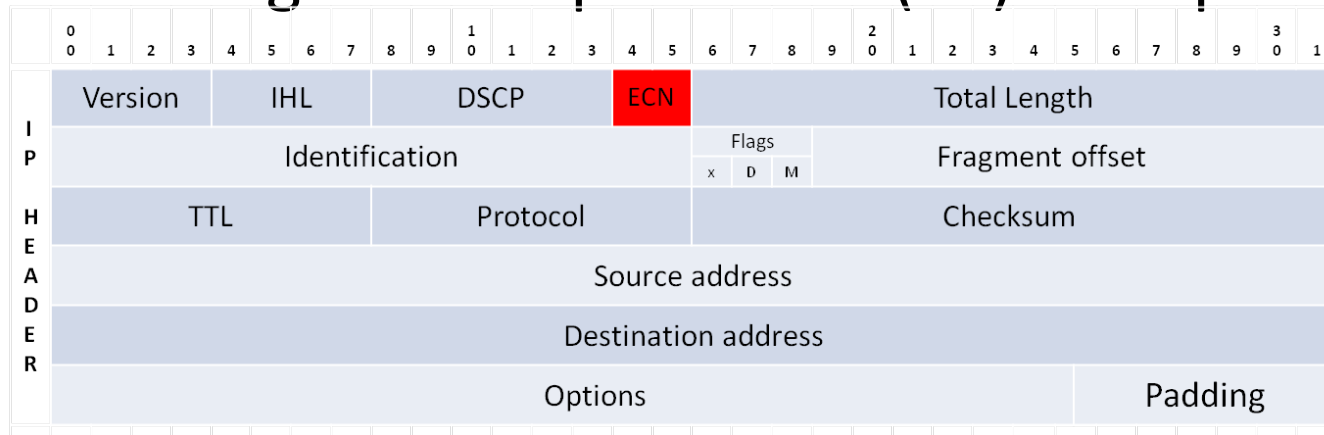 0 1 2 3
0 1 2 3 4 5 6 7 8 9 0 1 2 3 4 5 6 7 8 9 0 1 2 3 4 5 6 7 8 9 0 1
Version IHL DSCP ECN Total Length
Identification Flags Fragment offset
x D M
TTL Protocol Checksum
Source address
Destination address
Options Padding
IP HEADER